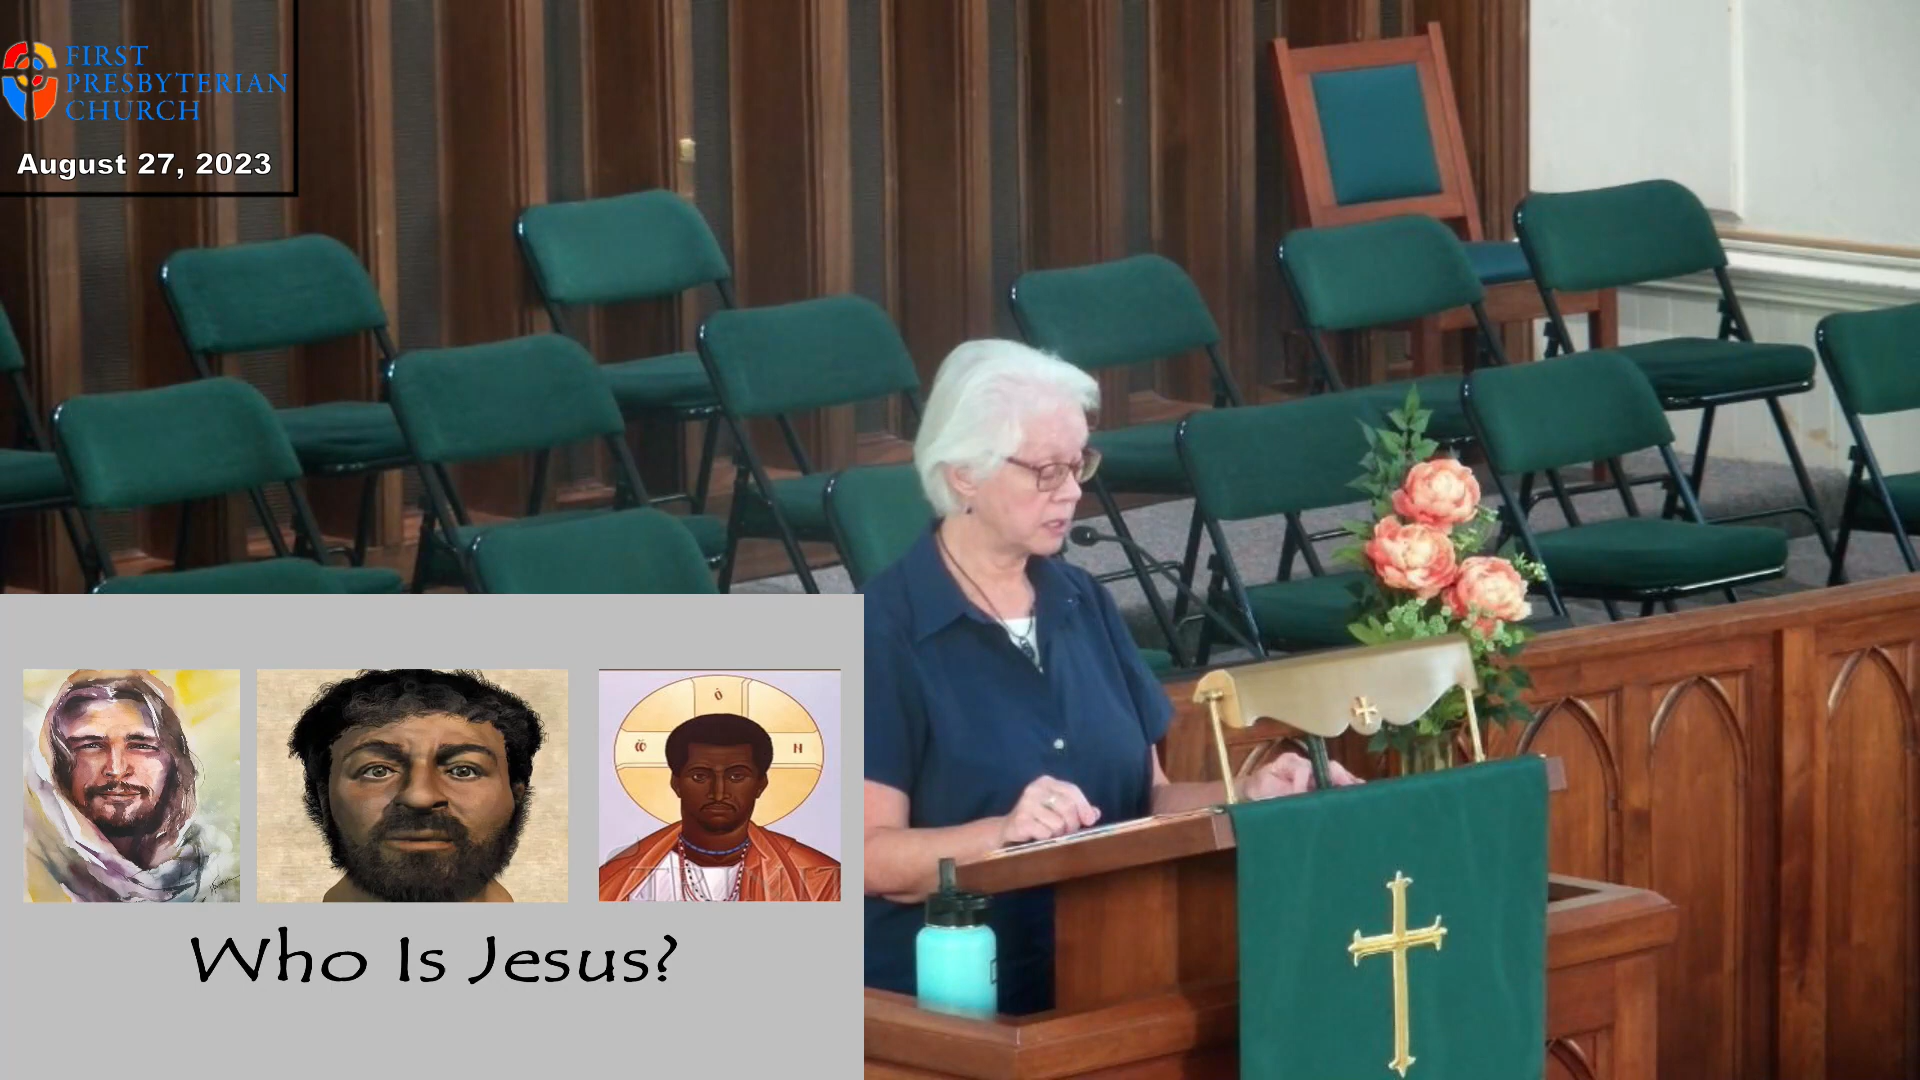 FIRST
PRESBYTERIAN
CHURCH
August 27, 2023
Who Is Jesus?